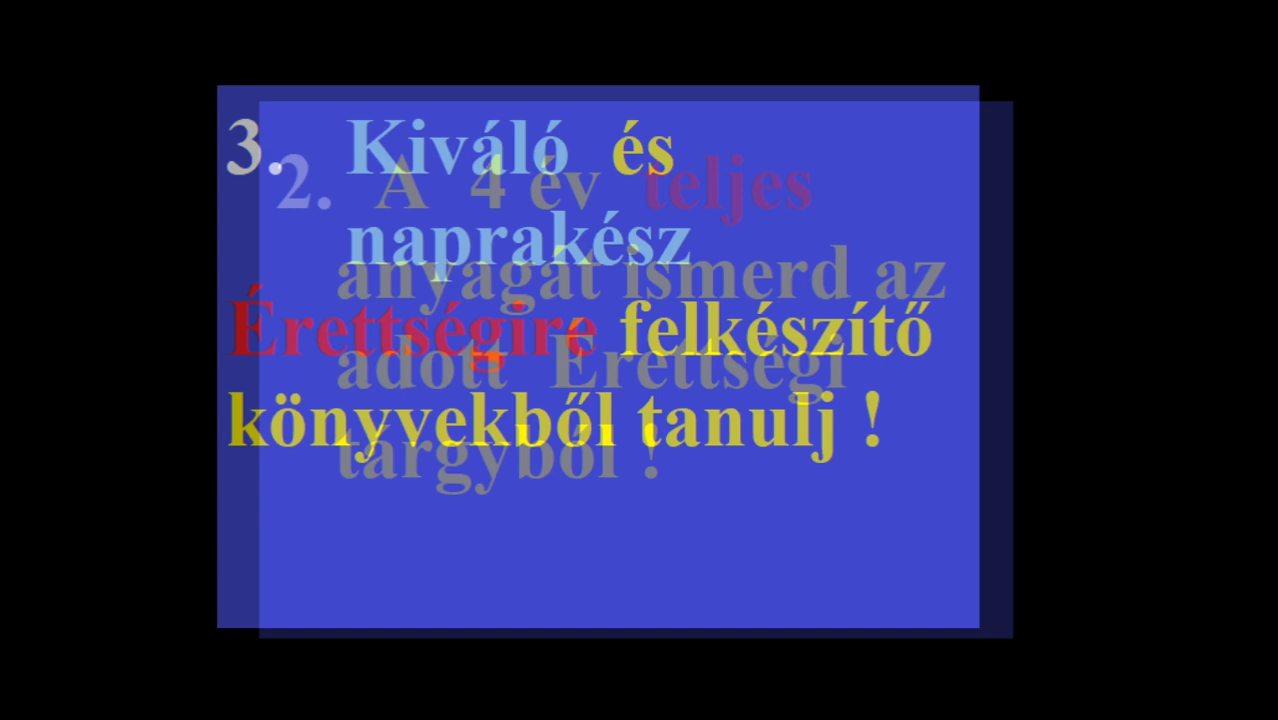 3. Kiváló és
naprakész
Érettségire felkészítő
könyvekből tanulj !
2. A 4 év teljes
anyagát ismerd az
adott Érettségi
tárgyból !